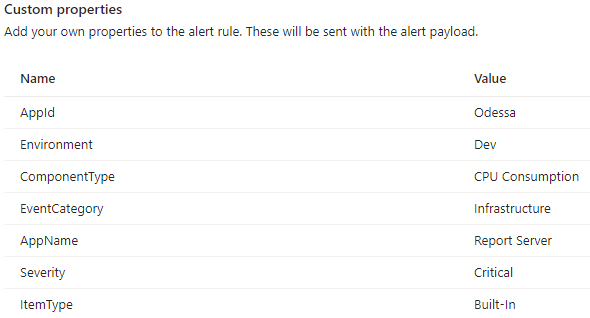 Custom properties
Add your own properties to the alert rule. These will be sent with the alert payload.
Name Value
AppId Odessa
Environment Dev
ComponentType CPU Consumption
EventCategory Infrastructure
AppName Report Server
Severity Critical
ItemType Built-In